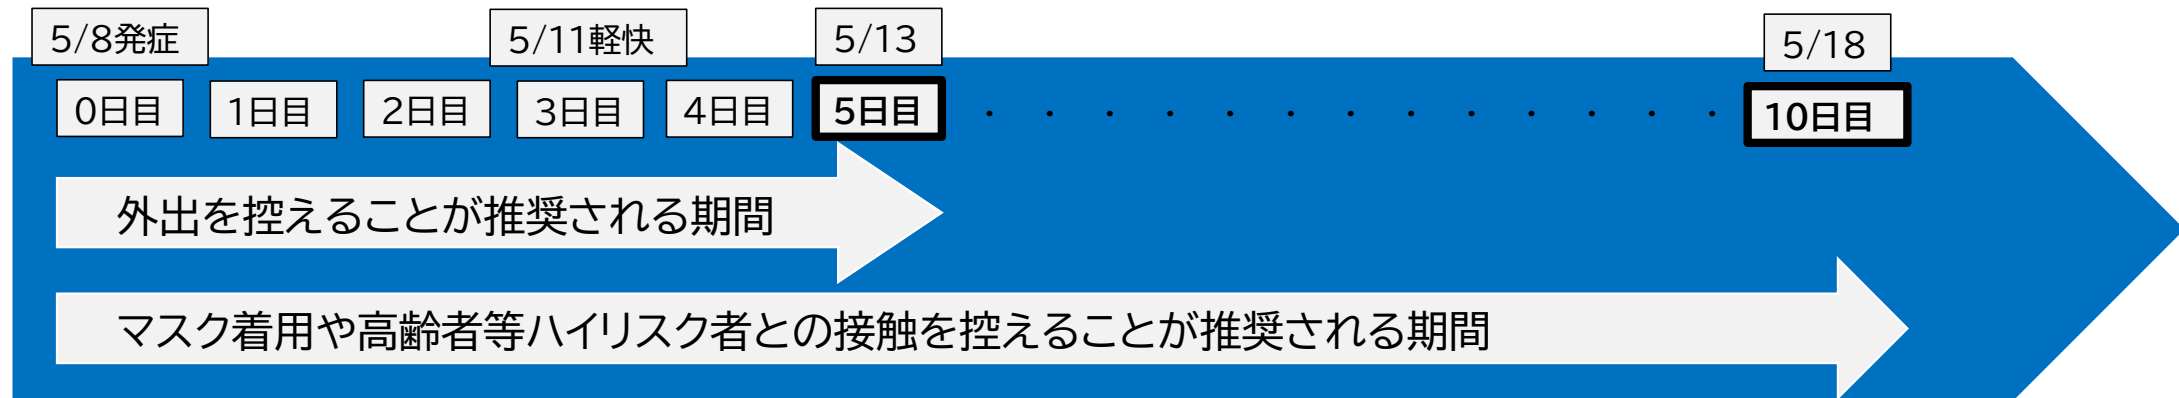 5/8発症 5/11軽快 5/13 5/18
0日目 1日目 2日目 3日目 4日目 5日目 ・・・・・・・・・・・・・ 10日目
外出を控えることが推奨される期間
マスク着用や高齢者等ハイリスク者との接触を控えることが推奨される期間